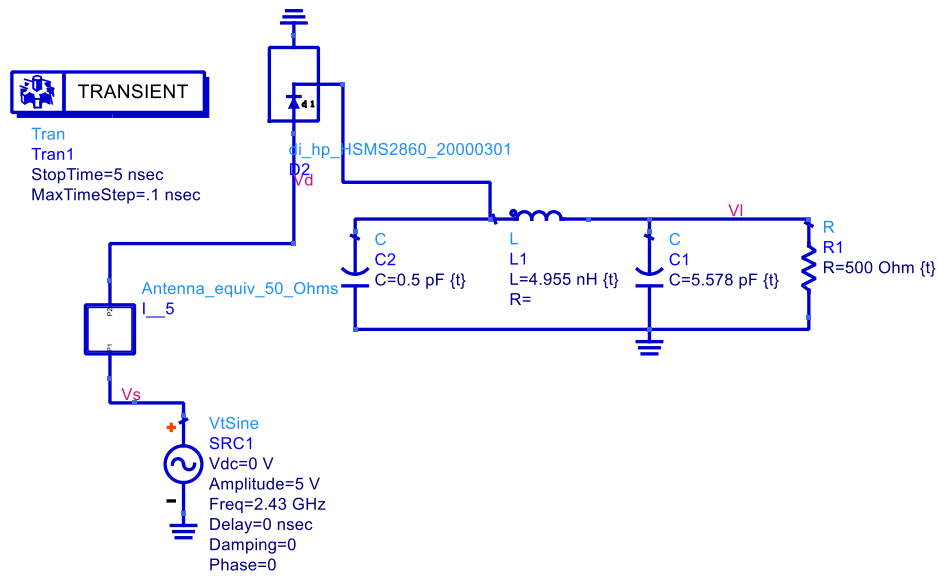 TRANSIENT
Tran
Tran1
StopTime=5 nsec
MaxTimeStep=.1 nsec
d1
di_hp_HSMS2860_20000301
D2
Vd
C
C2
C=0.5 pF {t}
L
L1
L=4.955 nH {t}
R=
C
C1
C=5.578 pF {t}
Vl
R
R1
R=500 Ohm {t}
Antenna_equiv_50_Ohms
I__5
P2
P1
Vs
+
-
VtSine
SRC1
Vdc=0 V
Amplitude=5 V
Freq=2.43 GHz
Delay=0 nsec
Damping=0
Phase=0